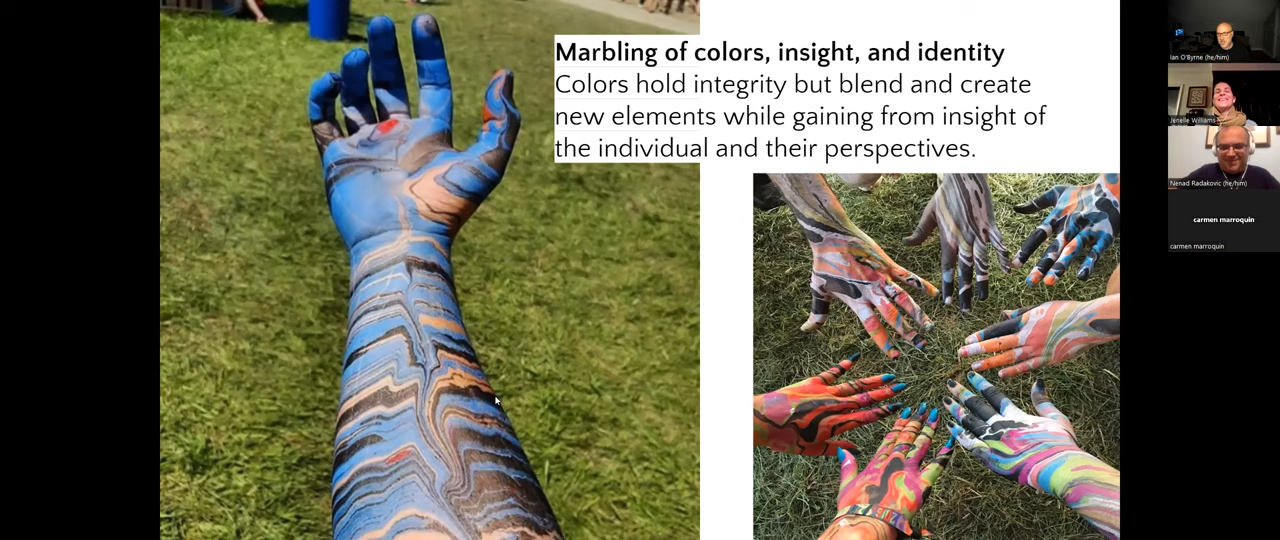 Marbling of colors, insight, and identity
Colors hold integrity but blend and create
new elements while gaining from insight of
the individual and their perspectives.
Ian O'Byrne (he/him)
Jenelle Williams
Nenad Radakovic (he/him)
carmen marroquin
carmen marroquin